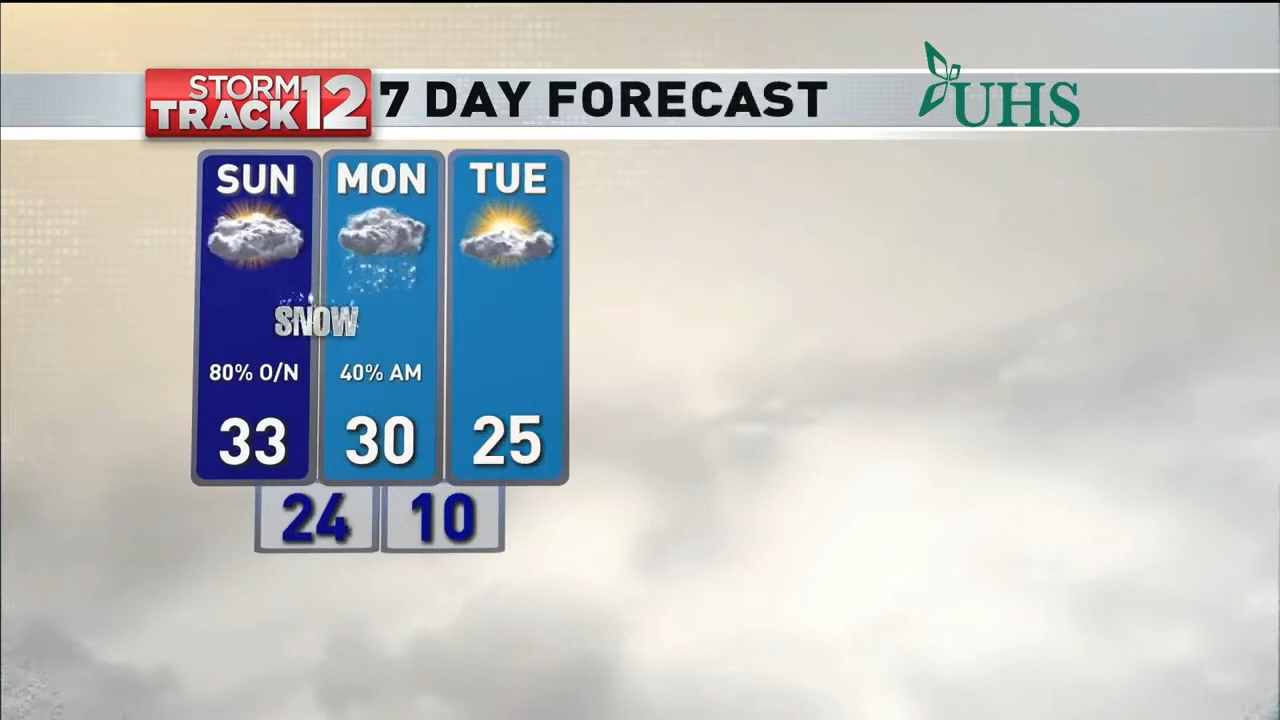 STORM
TRACK 12
7 DAY FORECAST
UHS
SUN
MON
TUE
SNOW
80% O/N
40% AM
33
30
25
24
10